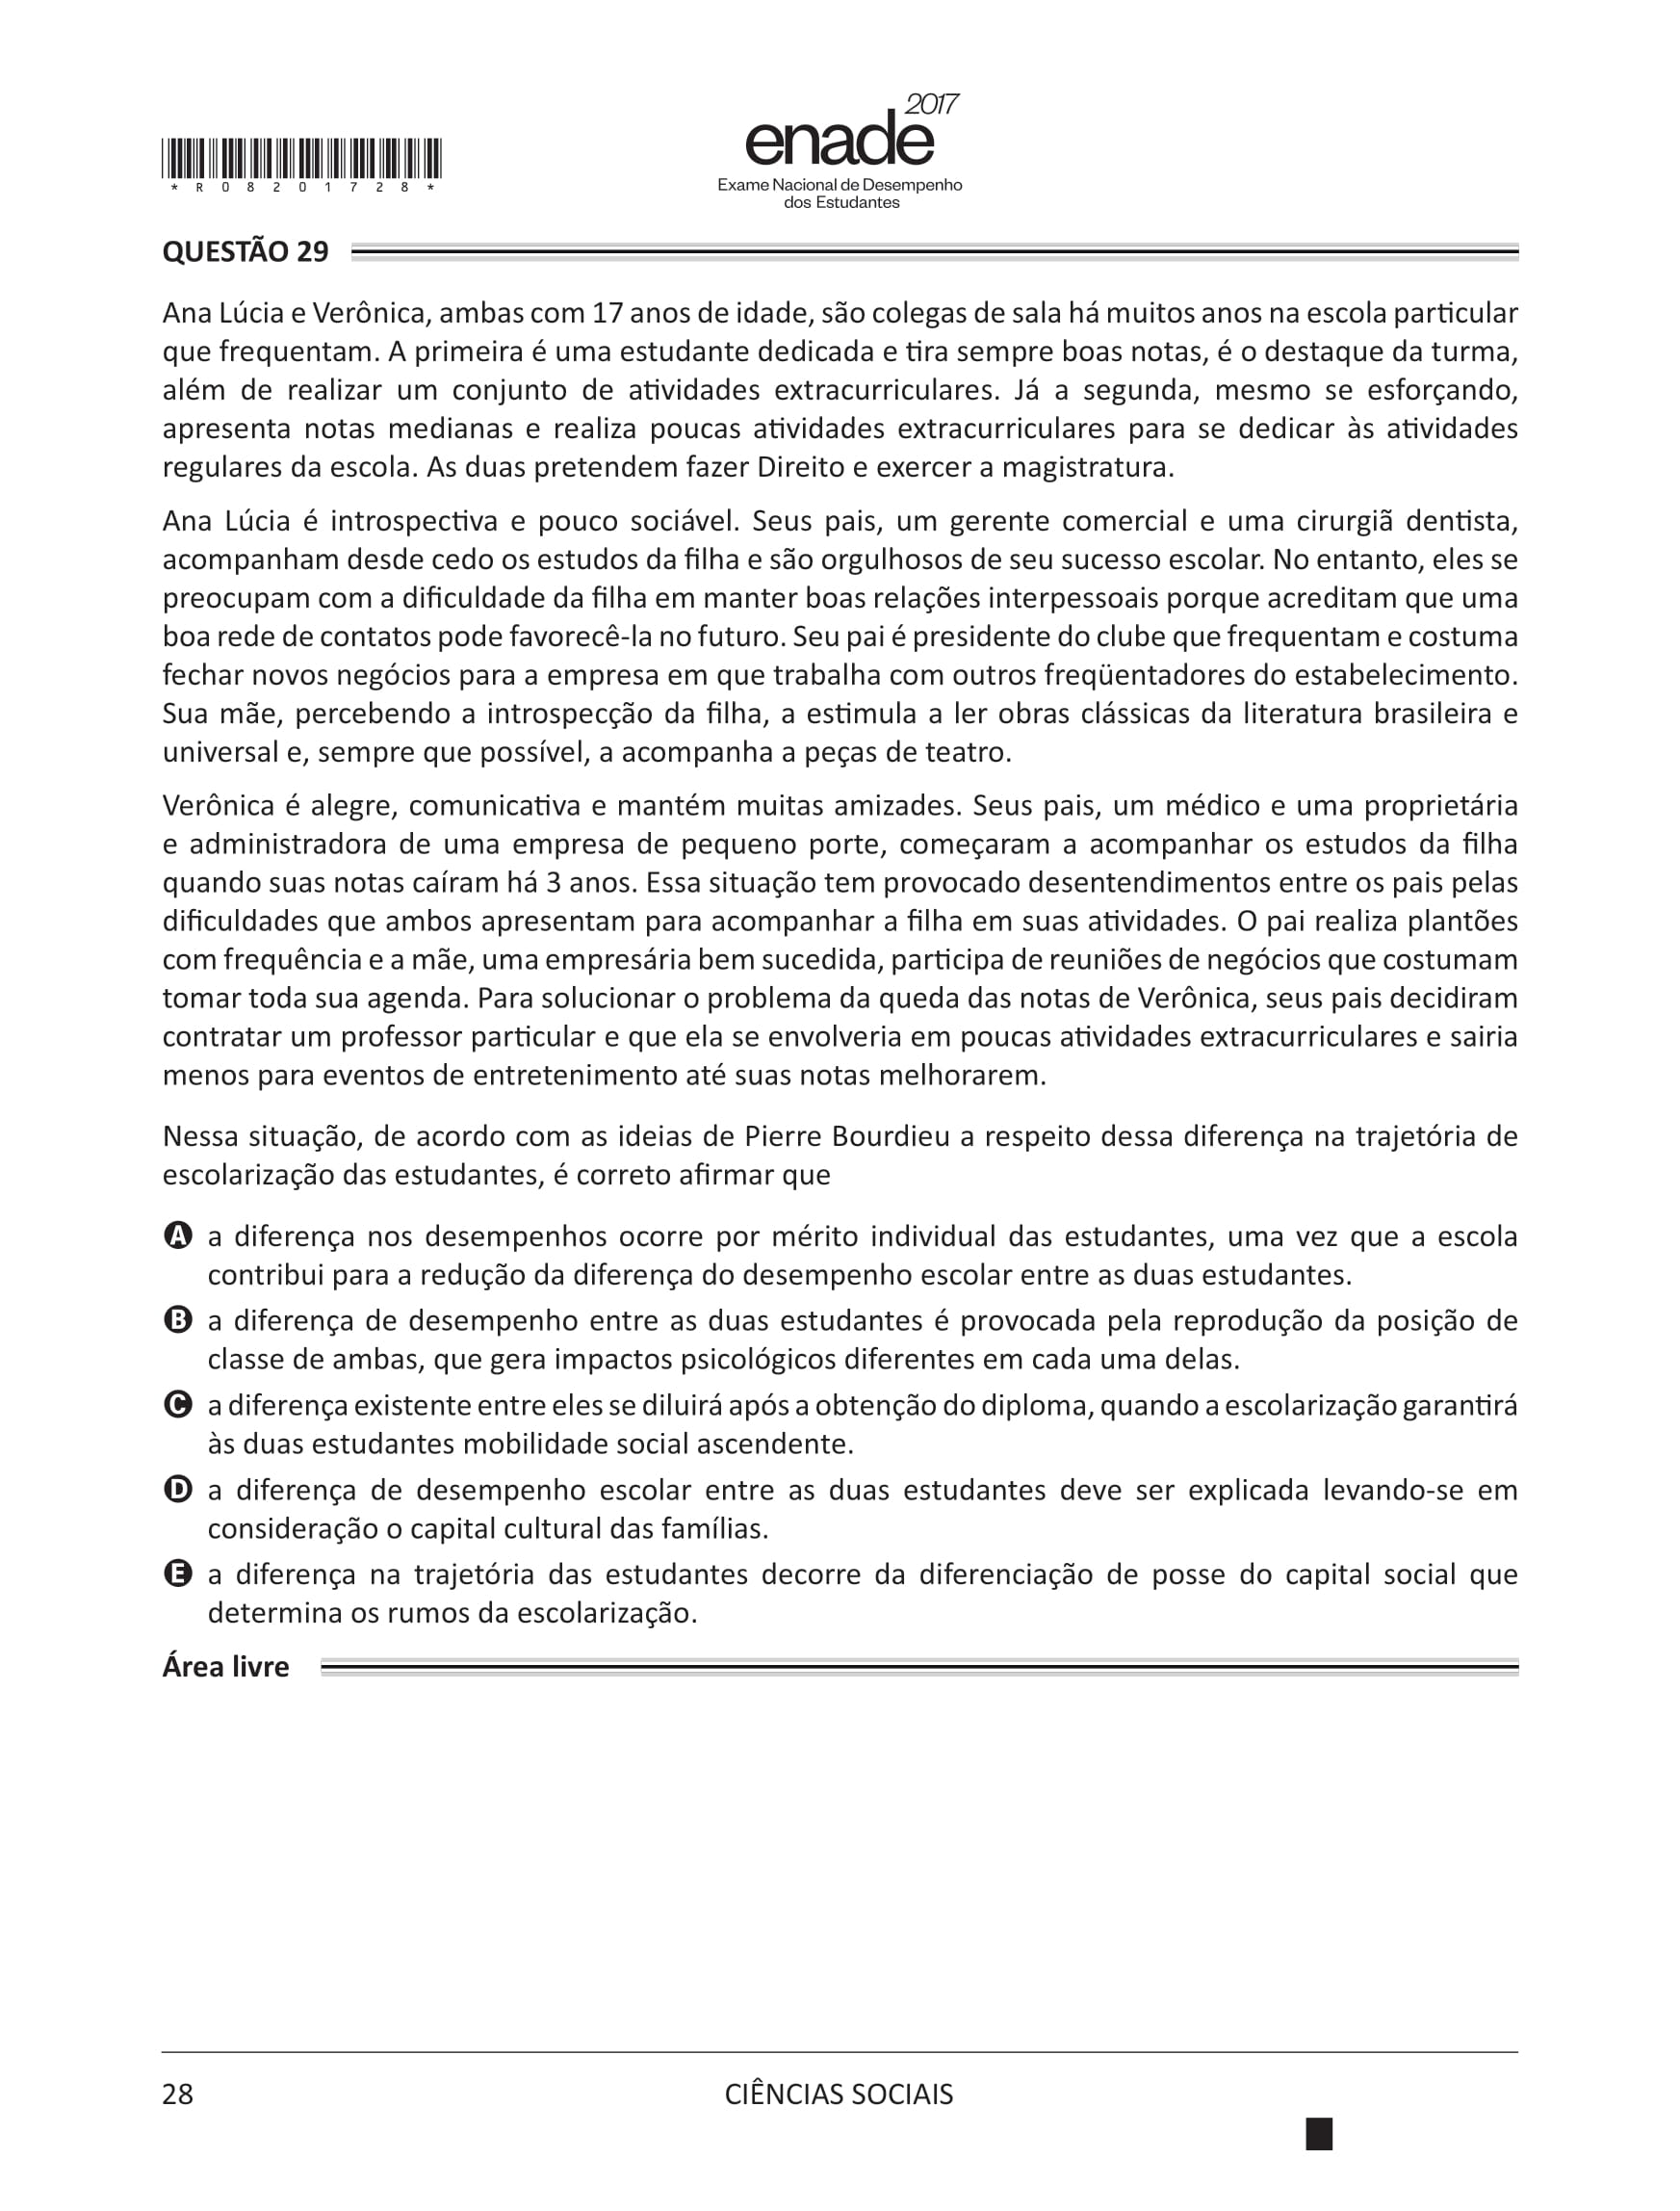 enade 2017
Exame Nacional de Desempenho
dos Estudantes
* R 0 8 2 0 1 7 2 8 *
QUESTÃO 29
Ana Lúcia e Verônica, ambas com 17 anos de idade, são colegas de sala há muitos anos na escola particular
que frequentam. A primeira é uma estudante dedicada e tira sempre boas notas, é o destaque da turma,
além de realizar um conjunto de atividades extracurriculares. Já a segunda, mesmo se esforçando,
apresenta notas medianas e realiza poucas atividades extracurriculares para se dedicar às atividades
regulares da escola. As duas pretendem fazer Direito e exercer a magistratura.
Ana Lúcia é introspectiva e pouco sociável. Seus pais, um gerente comercial e uma cirurgiã dentista,
acompanham desde cedo os estudos da filha e são orgulhosos de seu sucesso escolar. No entanto, eles se
preocupam com a dificuldade da filha em manter boas relações interpessoais porque acreditam que uma
boa rede de contatos pode favorecê-la no futuro. Seu pai é presidente do clube que frequentam e costuma
fechar novos negócios para a empresa em que trabalha com outros freqüentadores do estabelecimento.
Sua mãe, percebendo a introspecção da filha, a estimula a ler obras clássicas da literatura brasileira e
universal e, sempre que possível, a acompanha a peças de teatro.
Verônica é alegre, comunicativa e mantém muitas amizades. Seus pais, um médico e uma proprietária
e administradora de uma empresa de pequeno porte, começaram a acompanhar os estudos da filha
quando suas notas caíram há 3 anos. Essa situação tem provocado desentendimentos entre os pais pelas
dificuldades que ambos apresentam para acompanhar a filha em suas atividades. O pai realiza plantões
com frequência e a mãe, uma empresária bem sucedida, participa de reuniões de negócios que costumam
tomar toda sua agenda. Para solucionar o problema da queda das notas de Verônica, seus pais decidiram
contratar um professor particular e que ela se envolveria em poucas atividades extracurriculares e sairia
menos para eventos de entretenimento até suas notas melhorarem.
Nessa situação, de acordo com as ideias de Pierre Bourdieu a respeito dessa diferença na trajetória de
escolarização das estudantes, é correto afirmar que
A a diferença nos desempenhos ocorre por mérito individual das estudantes, uma vez que a escola
contribui para a redução da diferença do desempenho escolar entre as duas estudantes.
B a diferença de desempenho entre as duas estudantes é provocada pela reprodução da posição de
classe de ambas, que gera impactos psicológicos diferentes em cada uma delas.
C a diferença existente entre eles se diluirá após a obtenção do diploma, quando a escolarização garantirá
às duas estudantes mobilidade social ascendente.
D a diferença de desempenho escolar entre as duas estudantes deve ser explicada levando-se em
consideração o capital cultural das famílias.
E a diferença na trajetória das estudantes decorre da diferenciação de posse do capital social que
determina os rumos da escolarização.
Área livre
28
CIÊNCIAS SOCIAIS